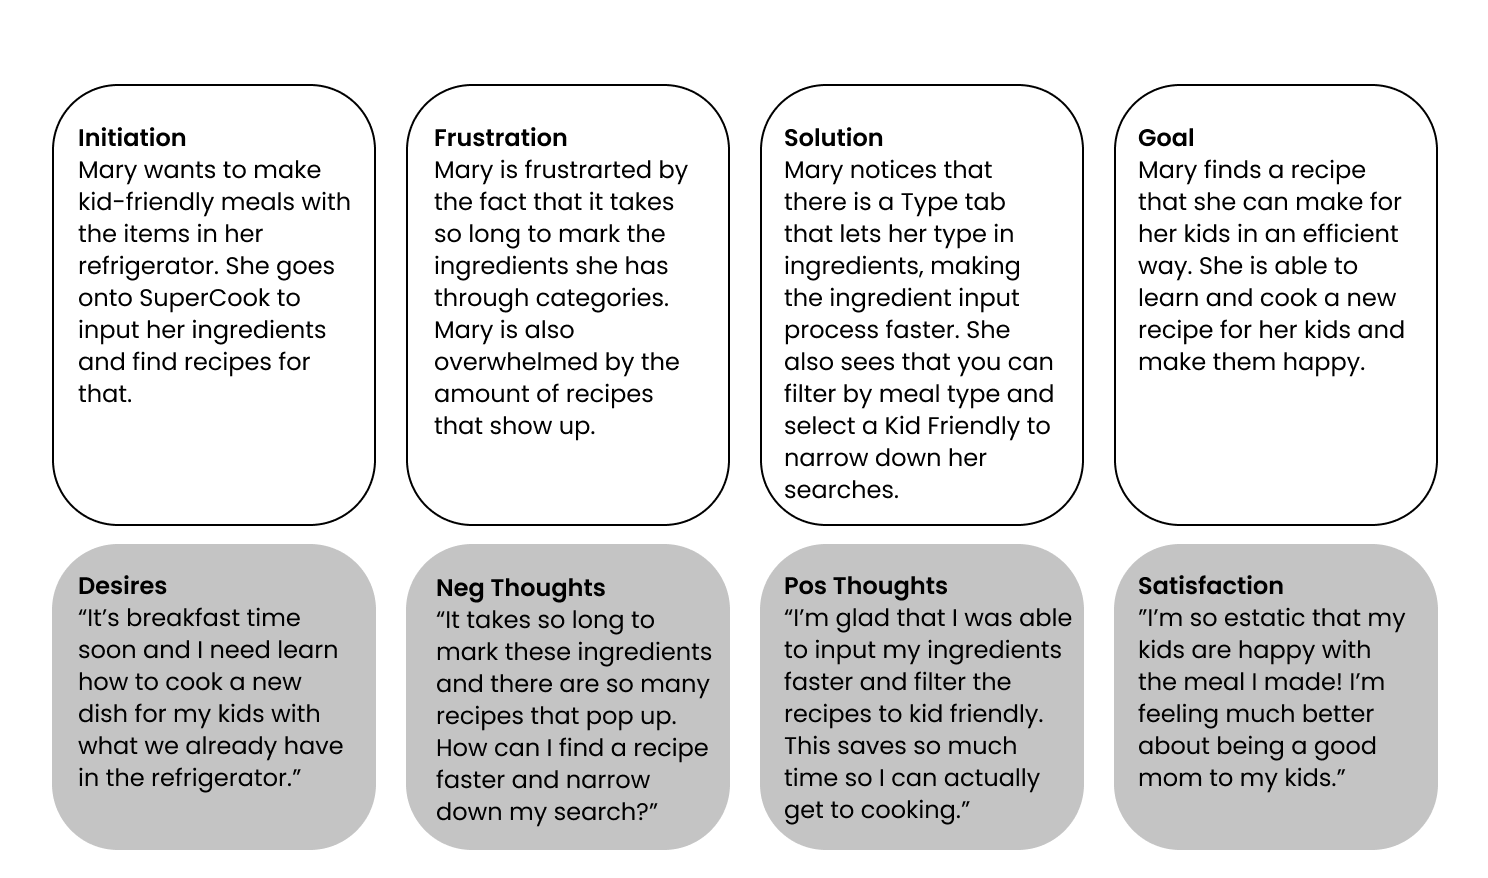 Initiation
Mary wants to make
kid-friendly meals with
the items in her
refrigerator. She goes
onto SuperCook to
input her ingredients
and find recipes for
that.
Frustration
Mary is frustrarted by
the fact that it takes
so long to mark the
ingredients she has
through categories.
Mary is also
overwhelmed by the
amount of recipes
that show up.
Solution
Mary notices that
there is a Type tab
that lets her type in
ingredients, making
the ingredient input
process faster. She
also sees that you can
filter by meal type and
select a Kid Friendly to
narrow down her
searches.
Goal
Mary finds a recipe
that she can make for
her kids in an efficient
way. She is able to
learn and cook a new
recipe for her kids and
make them happy.
Desires
“It’s breakfast time
soon and I need learn
how to cook a new
dish for my kids with
what we already have
in the refrigerator.”
Neg Thoughts
“It takes so long to
mark these ingredients
and there are so many
recipes that pop up.
How can I find a recipe
faster and narrow
down my search?”
Pos Thoughts
“I’m glad that I was able
to input my ingredients
faster and filter the
recipes to kid friendly.
This saves so much
time so I can actually
get to cooking.”
Satisfaction
”I’m so estatic that my
kids are happy with
the meal I made! I’m
feeling much better
about being a good
mom to my kids.”